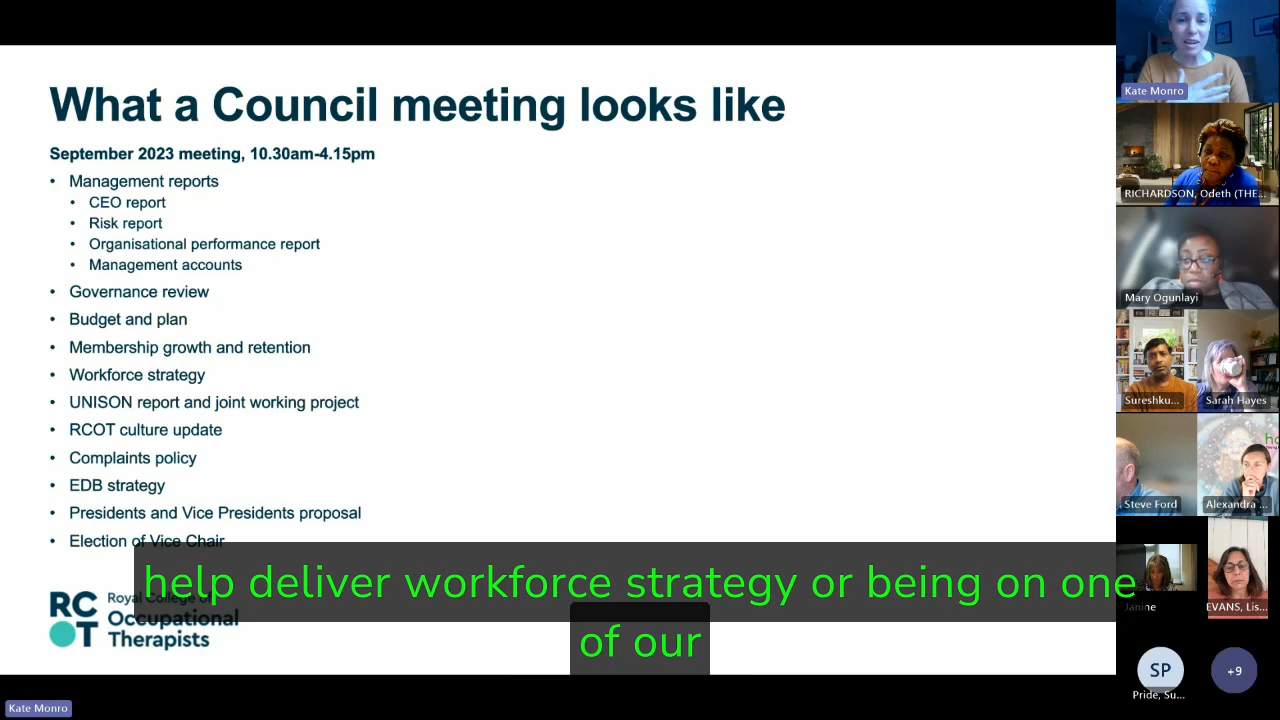 What a Council meeting looks like
September 2023 meeting, 10.30am-4.15pm
• Management reports
• CEO report
• Risk report
• Organisational performance report
• Management accounts
• Governance review
• Budget and plan
• Membership growth and retention
• Workforce strategy
• UNISON report and joint working project
• RCOT culture update
• Complaints policy
• EDB strategy
• Presidents and Vice Presidents proposal
• Election of Vice Chair
help deliver workforce strategy or being on one
of our
RC
OT
Royal College of
Occupational
Therapists
Kate Monro
Kate Monro
RICHARDSON, Odeth (THE...
Mary Ogunlayi
Sureshku...
Sarah Hayes
Steve Ford
Alexandra ...
Janine
EVANS, Lis...
SP
Pride, Su...
+9